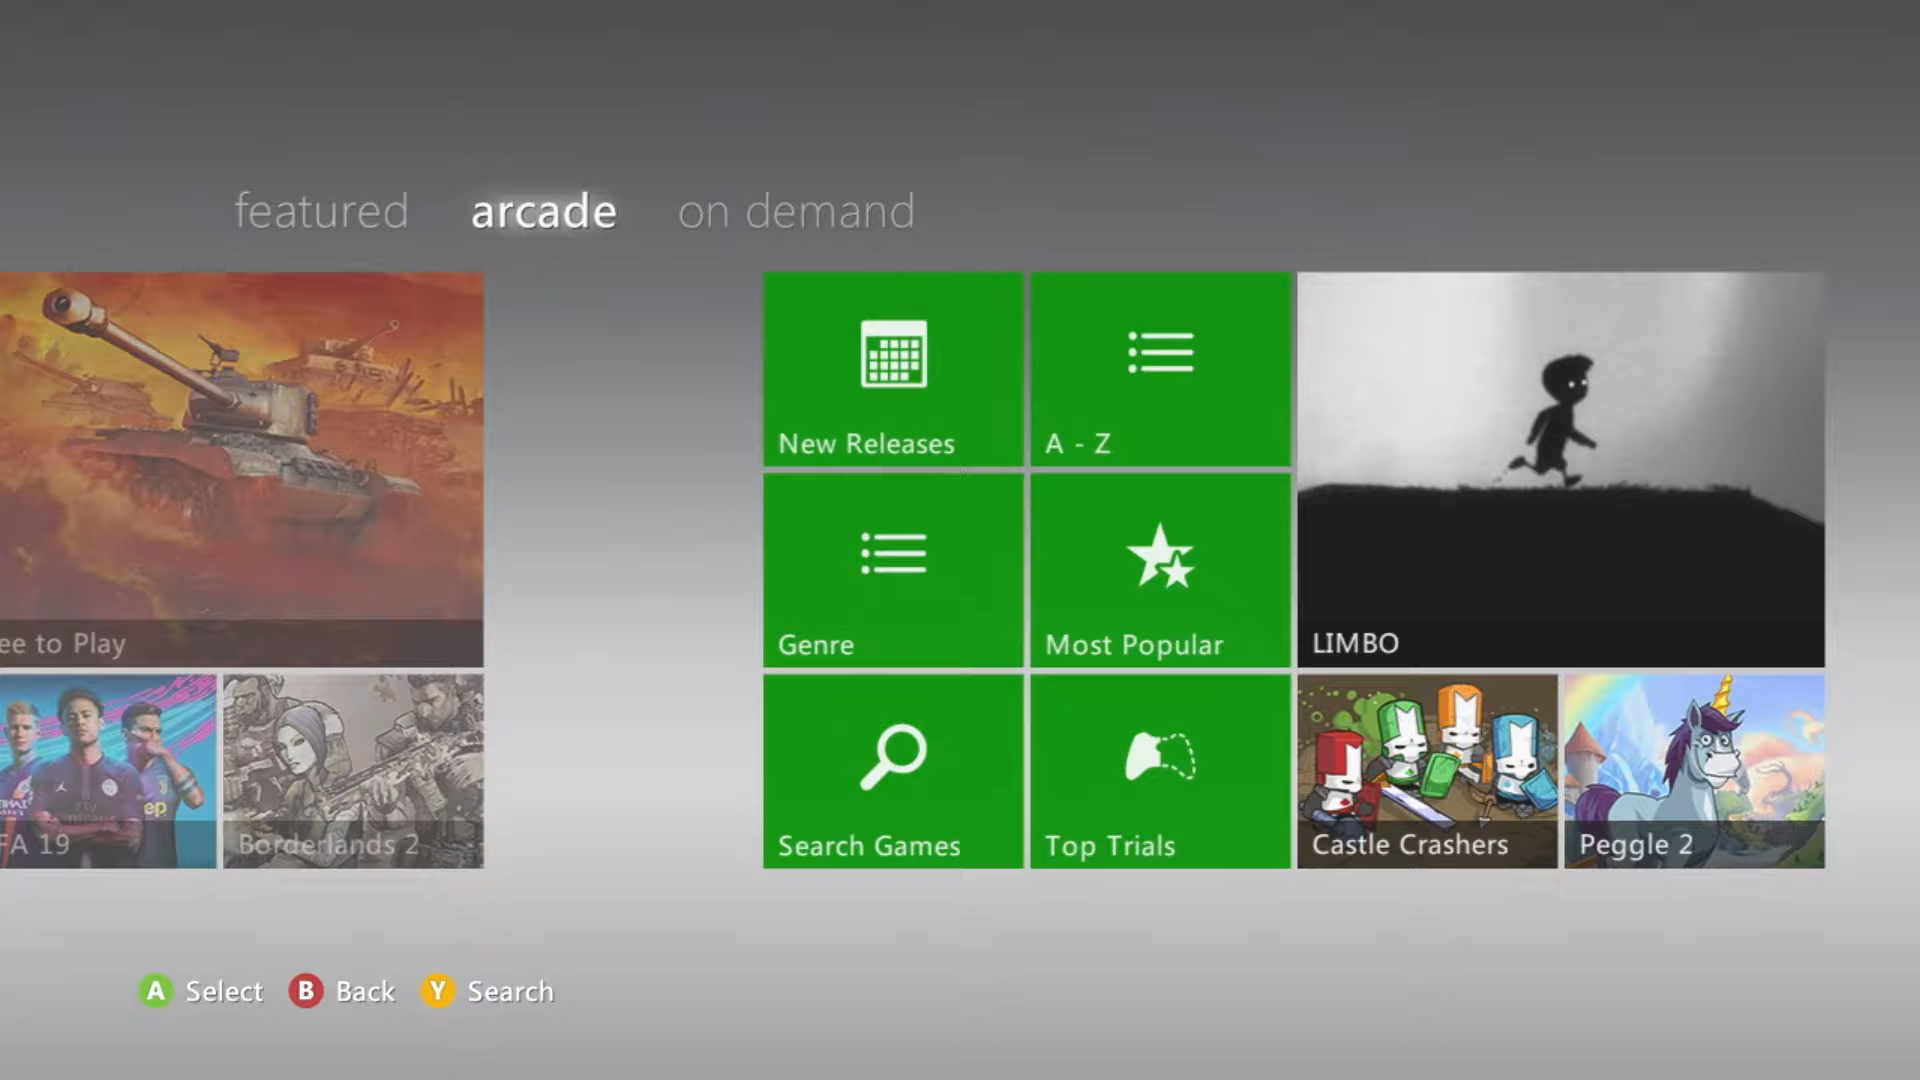 featured arcade on demand
New Releases
A - Z
ee to Play
Genre
Most Popular
LIMBO
FA 19
Borderlands 2
Search Games
Top Trials
Castle Crashers
Peggle 2
A Select B Back Y Search